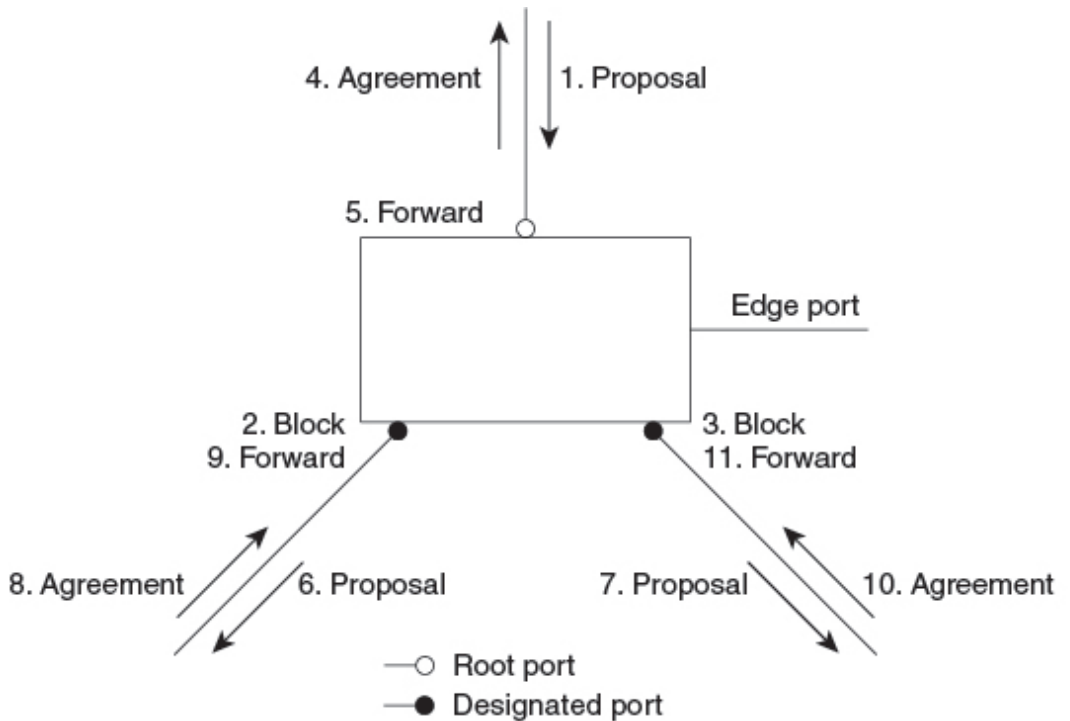 4. Agreement
1. Proposal
5. Forward
Edge port
2. Block
9. Forward
3. Block
11. Forward
8. Agreement
6. Proposal
7. Proposal
10. Agreement
Root port
Designated port